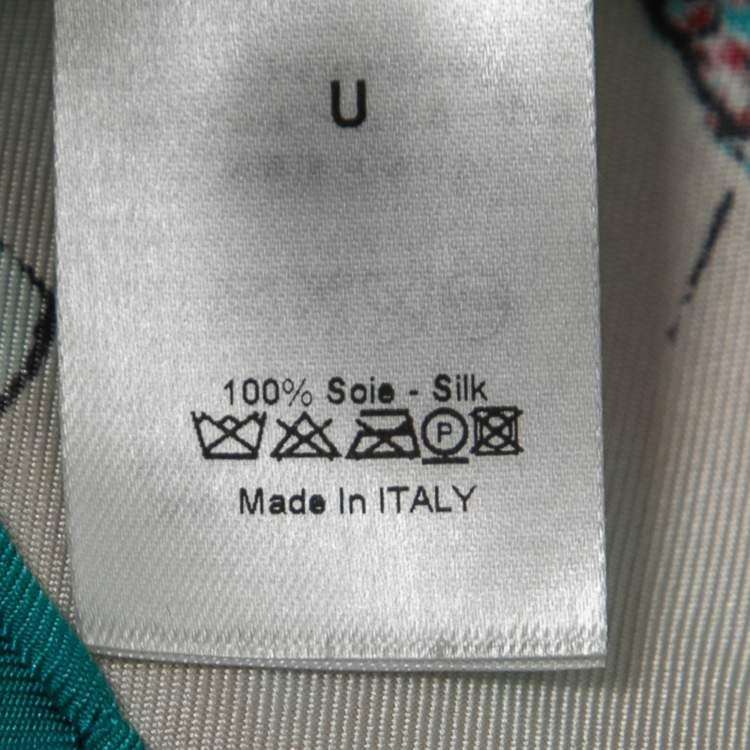 U
100% Soie - Silk
P
Made In ITALY